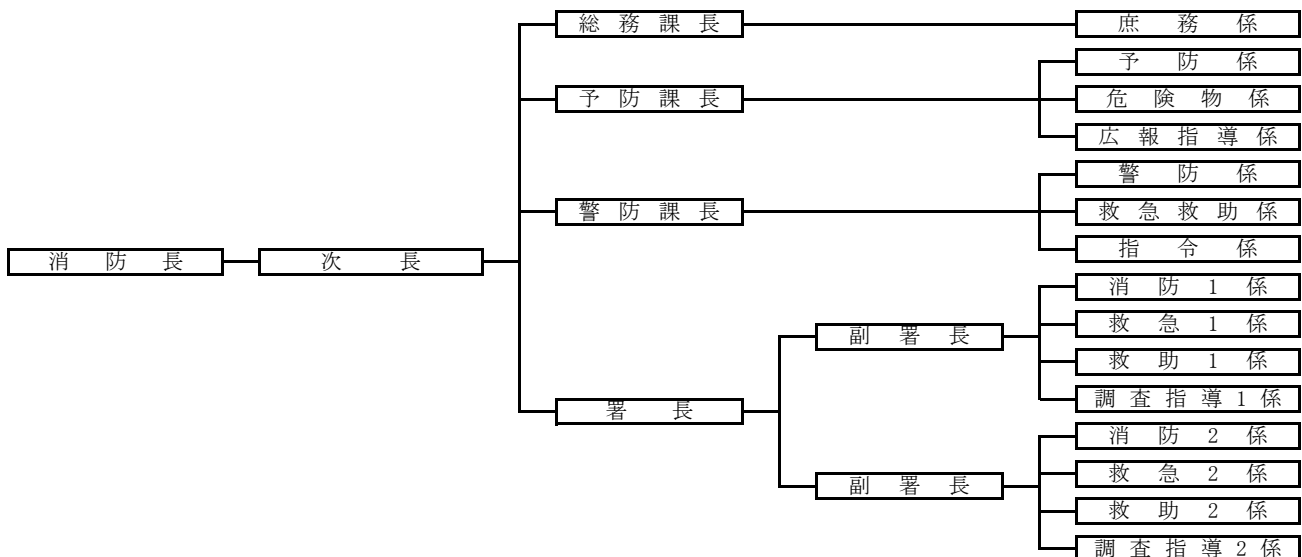 総務課長
庶務係
予防係
予防課長
危険物係
広報指導係
警防係
警防課長
救急救助係
指令係
消防長
次長
消防1係
救急1係
副署長
救助1係
調査指導1係
署長
消防2係
救急2係
副署長
救助2係
調査指導2係